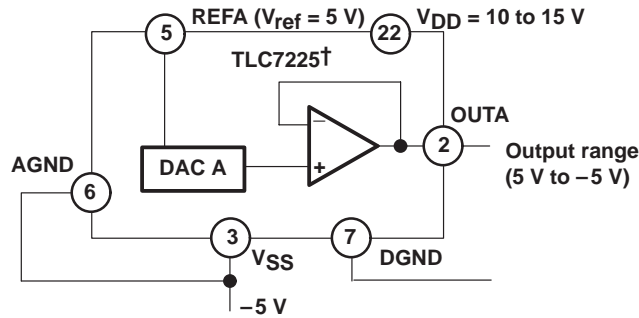 REFA (Vref = 5 V)
VDD = 10 to 15 V
5
22
TLC7225†
−
+
DAC A
OUTA
2
Output range
(5 V to −5 V)
AGND
6
3
VSS
7
DGND
−5 V